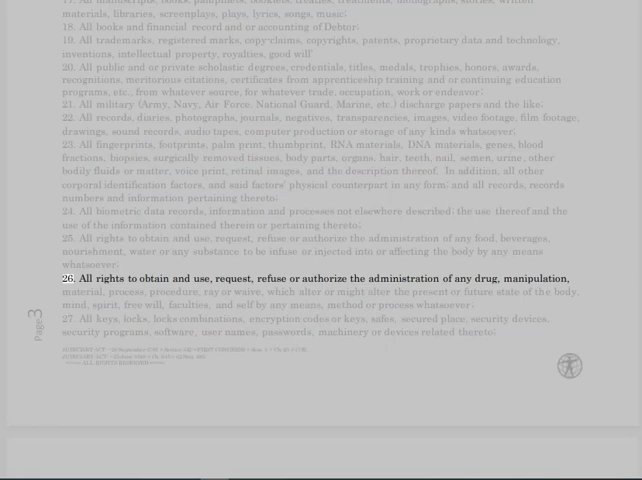 17. All manuscripts, books, pamphlets, booklets, treaties, treatments, monographs, stories, written
materials, libraries, screenplays, plays, lyrics, songs, music;
18. All books and financial record and or accounting of Debtor;
19. All trademarks, registered marks, copy-claims, copyrights, patents, proprietary data and technology,
inventions, intellectual property, royalties, good will'
20. All public and or private scholastic degrees, credentials, titles, medals, trophies, honors, awards,
recognitions, meritorious citations, certificates from apprenticeship training and or continuing education
programs, etc., from whatever source, for whatever trade, occupation, work or endeavor;
21. All military (Army, Navy, Air Force, National Guard, Marine, etc.) discharge papers and the like;
22. All records, diaries, photographs, journals, negatives, transparencies, images, video footage, film footage,
drawings, sound records, audio tapes, computer production or storage of any kinds whatsoever;
23. All fingerprints, footprints, palm print, thumbprint, RNA materials, DNA materials, genes, blood
fractions, biopsies, surgically removed tissues, body parts, organs, hair, teeth, nail, semen, urine, other
bodily fluids or matter, voice print, retinal images, and the description thereof. In addition, all other
corporal identification factors, and said factors' physical counterpart in any form; and all records, records
numbers and information pertaining thereto;
24. All biometric data records, information and processes not elsewhere described; the use thereof and the
use of the information contained therein or pertaining thereto;
25. All rights to obtain and use, request, refuse or authorize the administration of any food, beverages,
nourishment, water or any substance to be infuse or injected into or affecting the body by any means
whatsoever;
26. All rights to obtain and use, request, refuse or authorize the administration of any drug, manipulation,
material, process, procedure, ray or waive, which alter or might alter the present or future state of the body,
mind, spirit, free will, faculties, and self by any means, method or process whatsoever;
27. All keys, locks, locks combinations, encryption codes or keys, safes, secured place, security devices,
security programs, software, user names, passwords, machinery or devices related thereto;
Page3
ALL RIGHTS RESERVED